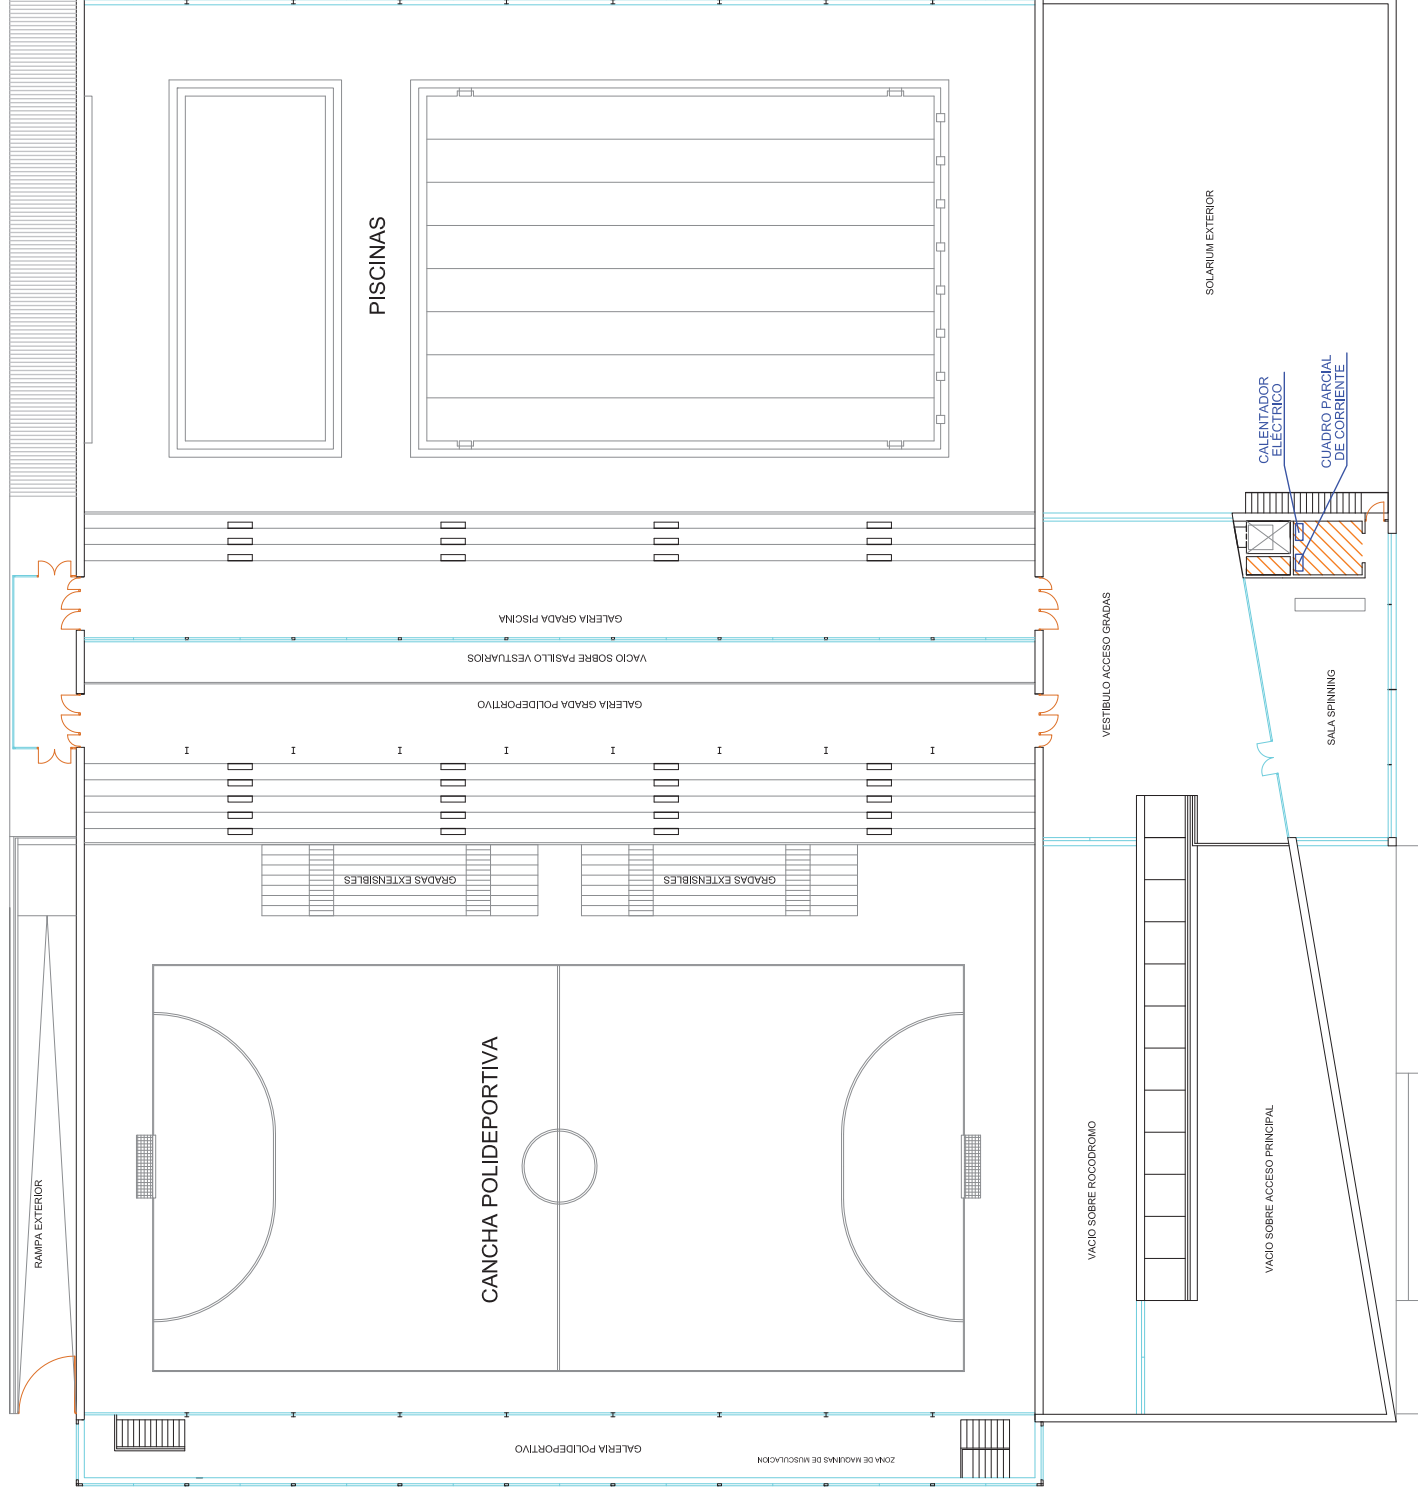 PISCINAS
SOLARIUM EXTERIOR
CALENTADOR
ELÉCTRICO
CUADRO PARCIAL
DE CORRIENTE
GALERIA GRADA PISCINA
VACIO SOBRE PASILLO VESTUARIOS
GALERIA GRADA POLIDEPORTIVO
VESTIBULO ACCESO GRADAS
SALA SPINNING
GRADAS EXTENSIBLES
GRADAS EXTENSIBLES
CANCHA POLIDEPORTIVA
RAMPA EXTERIOR
VACIO SOBRE ROCODROMO
VACIO SOBRE ACCESO PRINCIPAL
GALERIA POLIDEPORTIVO
ZONA DE MAQUINAS DE MUSCULACION